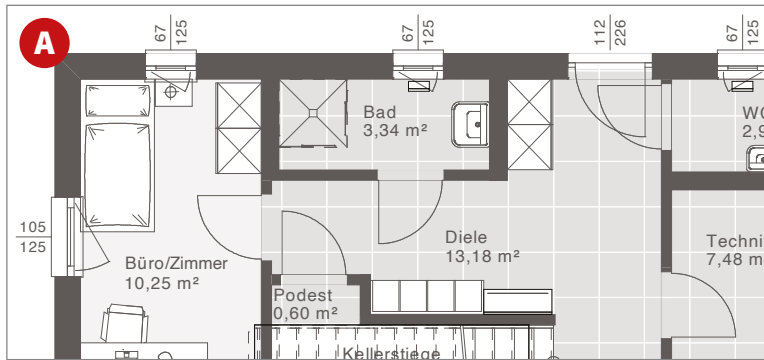 A
67
125
67
125
112
226
67
125
Bad
3,34 m²
WC
2,9
105
125
Büro/Zimmer
10,25 m²
Diele
13,18 m²
Techni
7,48 m
Podest
0,60 m²
Kellerstiege